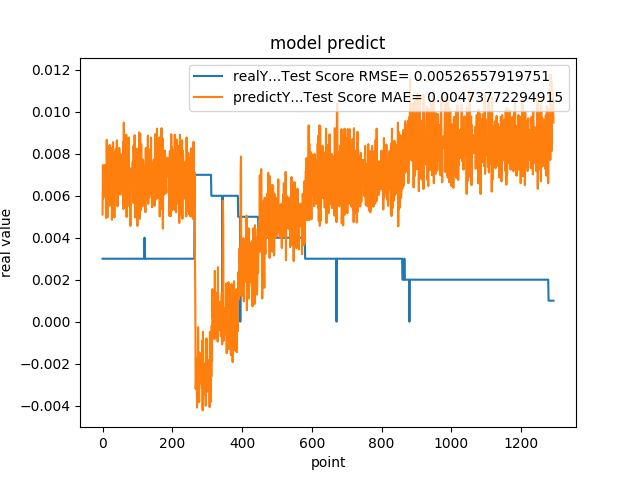 model predict
realY...Test Score RMSE= 0.00526557919751
predictY...Test Score MAE= 0.00473772294915
0.012
0.010
0.008
0.006
0.004
0.002
0.000
−0.002
−0.004
real value
0 200 400 600 800 1000 1200
point